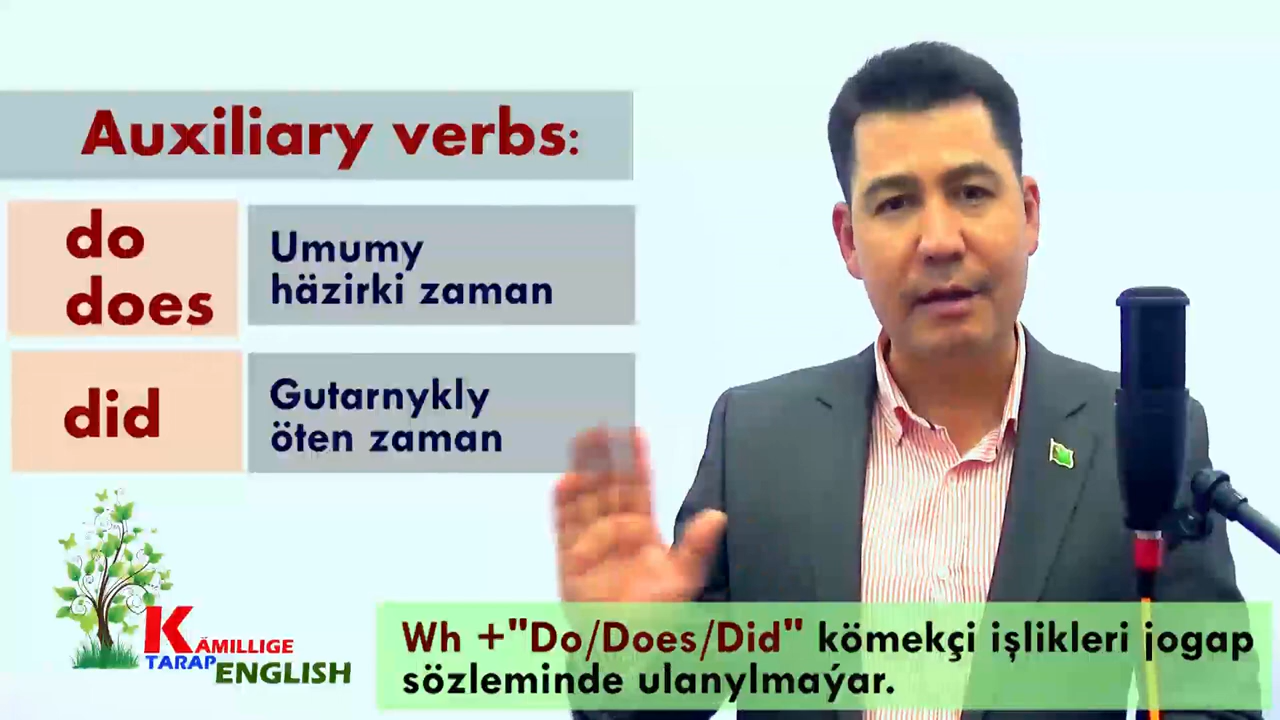 Auxiliary verbs:
do
does
Umumy
häzirki zaman
did
Gutarnykly
öten zaman
KÄMILLIGE
TARAP ENGLISH
Wh +"Do/Does/Did" kömekçi işlikleri jogap
sözleminde ulanylmaýar.